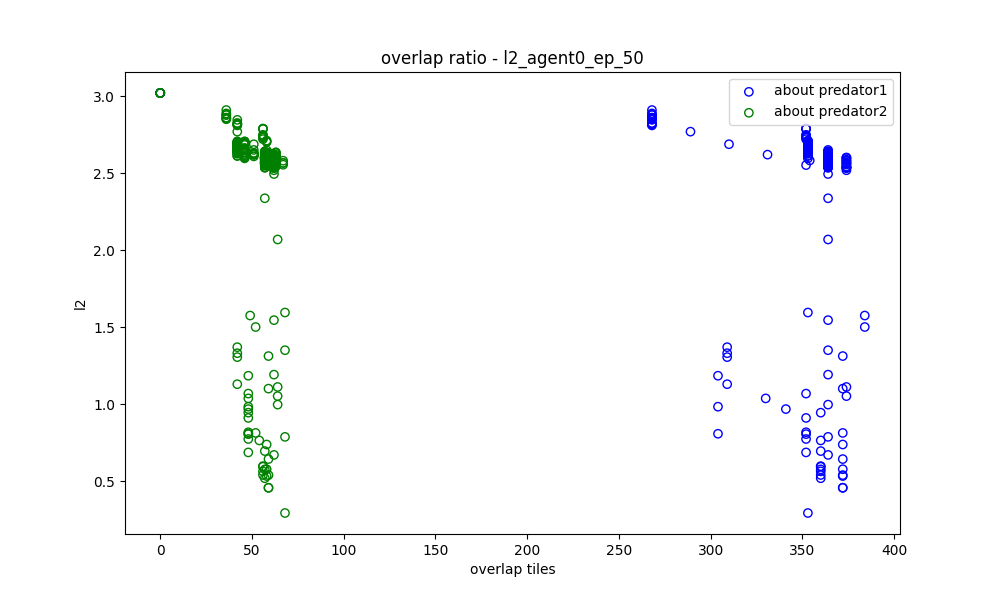 overlap ratio - l2_agent0_ep_50
about predator1
about predator2
3.0
2.5
2.0
1.5
1.0
0.5
l2
0 50 100 150 200 250 300 350 400
overlap tiles